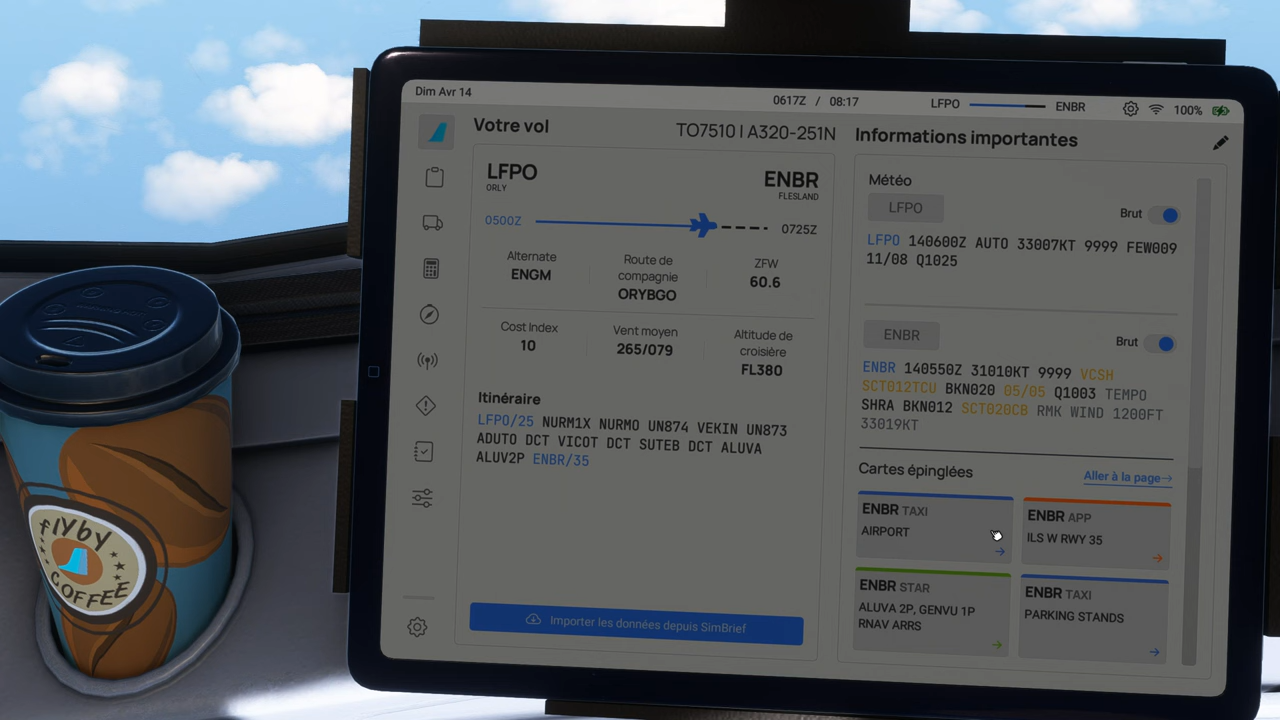 Dim Avr 14
0617Z / 08:17
LFPO ENBR
100%
Votre vol
TO7510 | A320-251N
LFPO
ORLY
ENBR
FLESLAND
0500Z
0725Z
Alternate
ENGM
Route de
compagnie
ORYBGO
ZFW
60.6
Cost Index
10
Vent moyen
265/079
Altitude de
croisière
FL380
Itinéraire
LFPO/25 NURM1X NURMO UN874 VEKIN UN873
ADUTO DCT VICOT DCT SUTEB DCT ALUVA
ALUV2P ENBR/35
Importer les données depuis SimBrief
Informations importantes
Météo
LFPO
Brut
LFPO 140600Z AUTO 33007KT 9999 FEW009
11/08 Q1025
ENBR
Brut
ENBR 140550Z 31010KT 9999 VCSH
SCT012TCU BKN020 05/05 Q1003 TEMPO
SHRA BKN012 SCT020CB RMK WIND 1200FT
33019KT
Cartes épinglées
Aller à la page→
ENBR TAXI
AIRPORT
ENBR APP
ILS W RWY 35
ENBR STAR
ALUVA 2P, GENVU 1P
RNAV ARRS
ENBR TAXI
PARKING STANDS
flyby
COFFEE